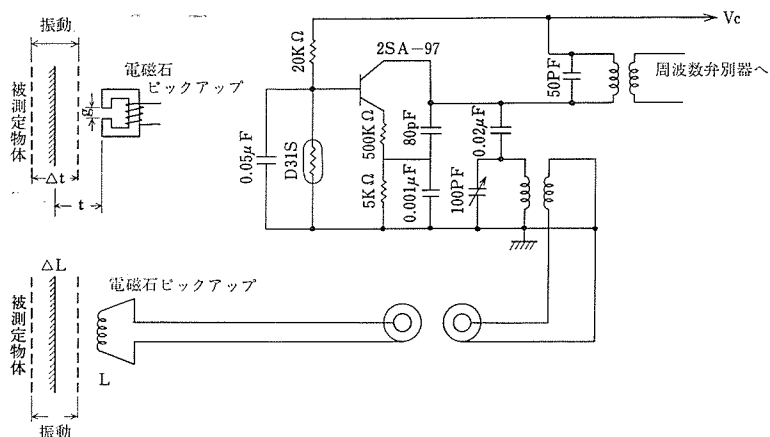 振動
電磁石
ピックアップ
被測定物体
g
Δt
t
20KΩ
2SA-97
Vc
50PF
周波数弁別器へ
0.05μF
D31S
500KΩ
80pF
0.02μF
5KΩ
0.001μF
100PF
ΔL
電磁石ピックアップ
被測定物体
L
振動